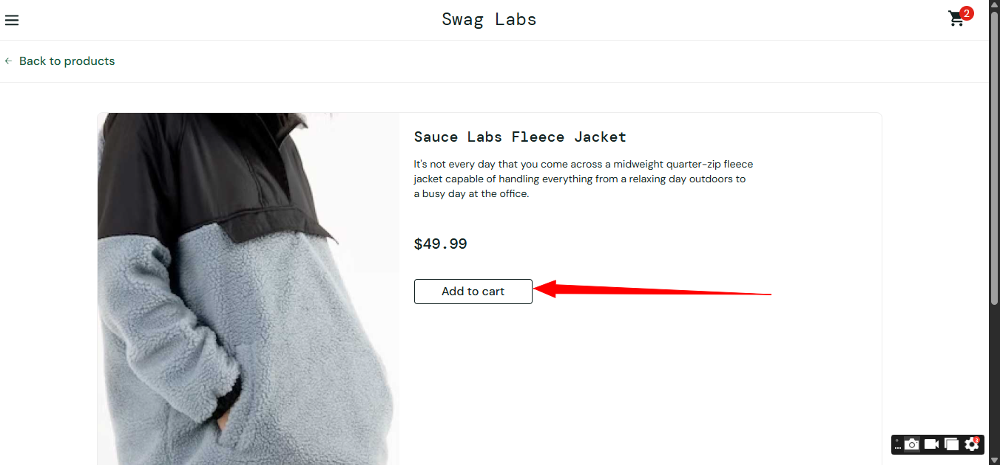 Swag Labs
2
Back to products
Sauce Labs Fleece Jacket
It's not every day that you come across a midweight quarter-zip fleece
jacket capable of handling everything from a relaxing day outdoors to
a busy day at the office.
$49.99
Add to cart
3